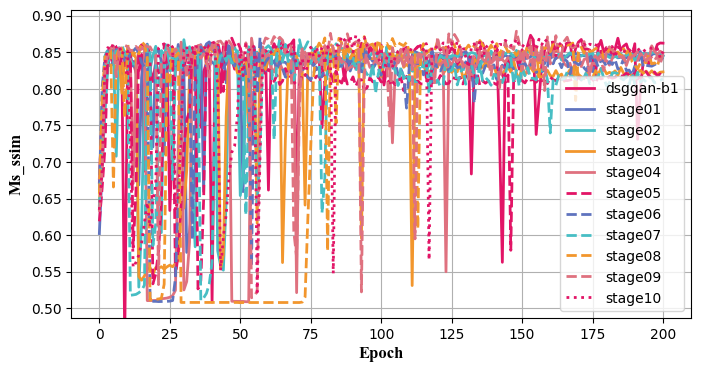 0.90
0.85
0.80
0.75
0.70
0.65
0.60
0.55
0.50
Ms_ssim
0 25 50 75 100 125 150 175 200
Epoch
dsggan-b1
stage01
stage02
stage03
stage04
stage05
stage06
stage07
stage08
stage09
stage10